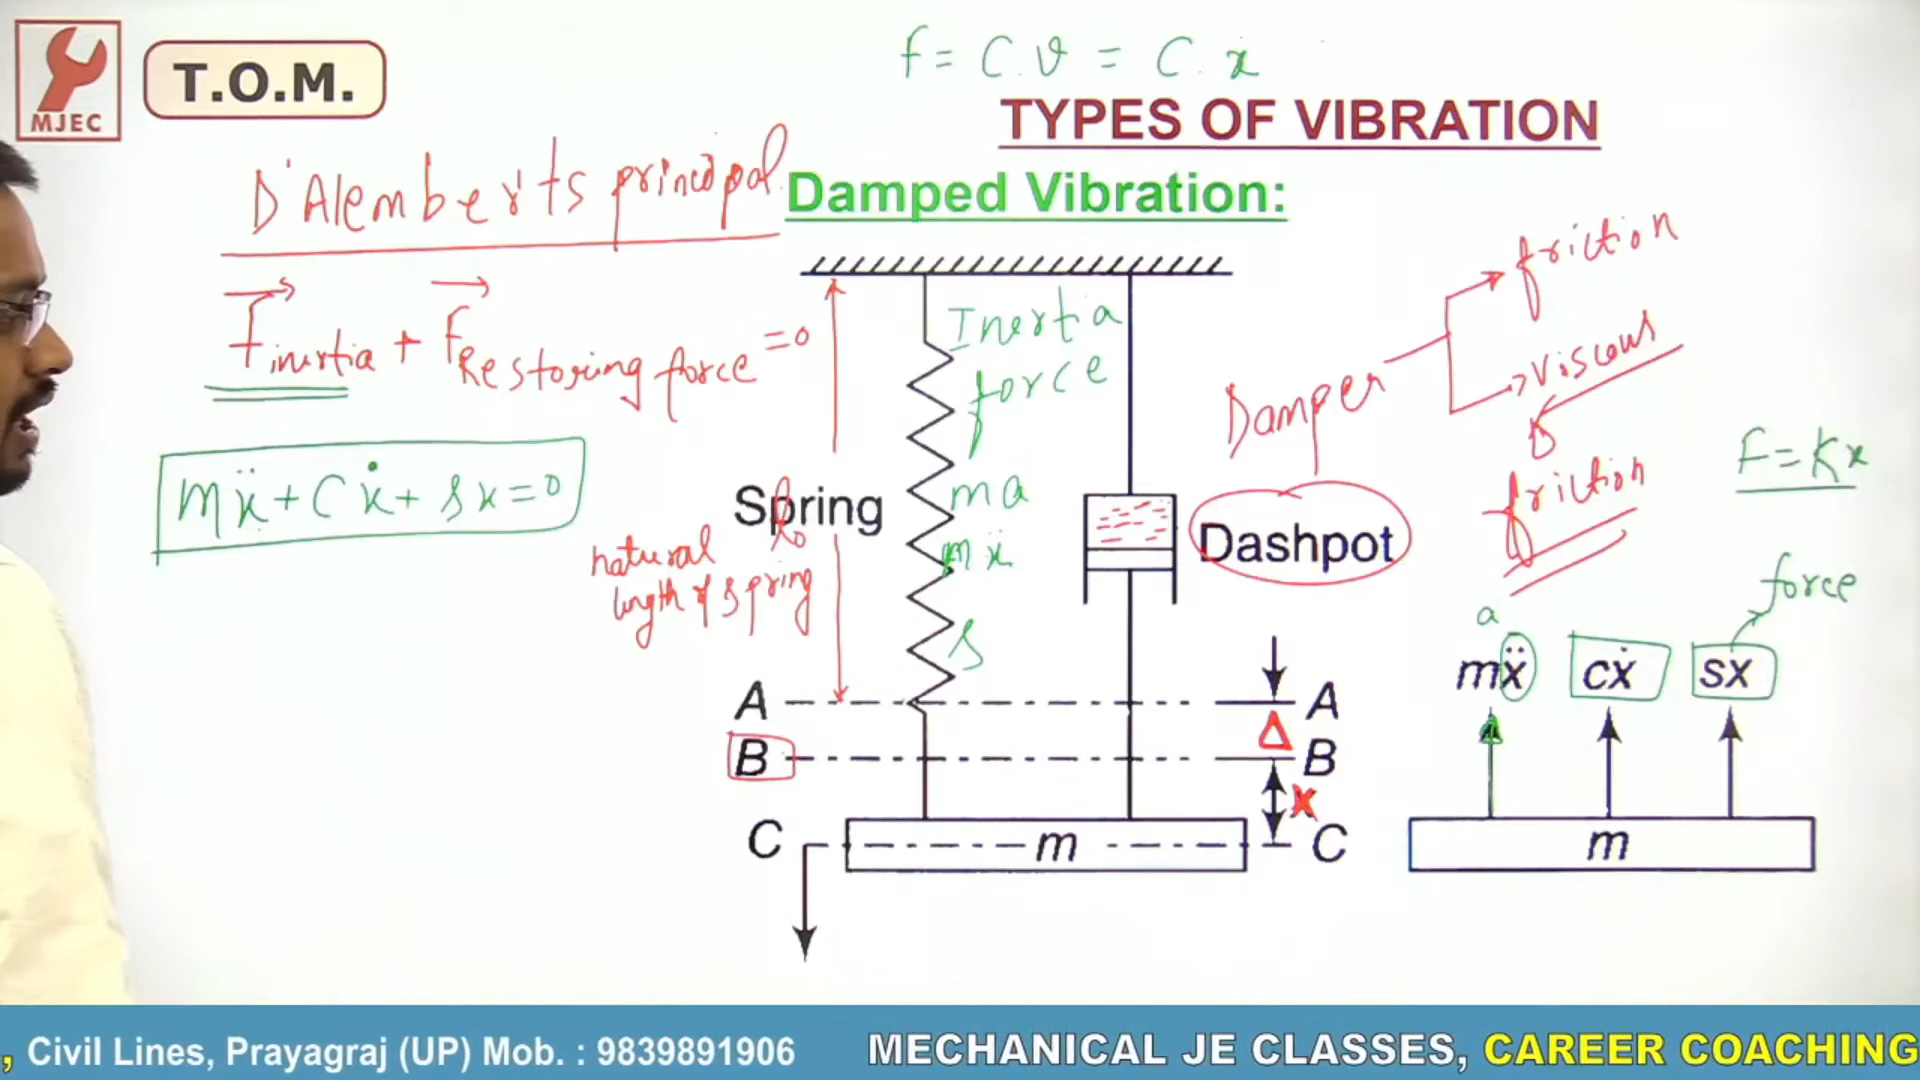 MJEC
T.O.M.
f = C.v = C.ẋ
TYPES OF VIBRATION
D'Alembert's principal
Damped Vibration:
F inertia + F Restoring force = 0
mẍ + Cẋ + sx = 0
Inertia
force
ma
mẍ
s
Spring
lo
natural
length of spring
Damper
friction
viscous
friction
Dashpot
F = Kx
force
a
mẍ
cẋ
sx
A
A
Δ
B
B
x
C
m
C
m
, Civil Lines, Prayagraj (UP) Mob. : 9839891906
MECHANICAL JE CLASSES, CAREER COACHING